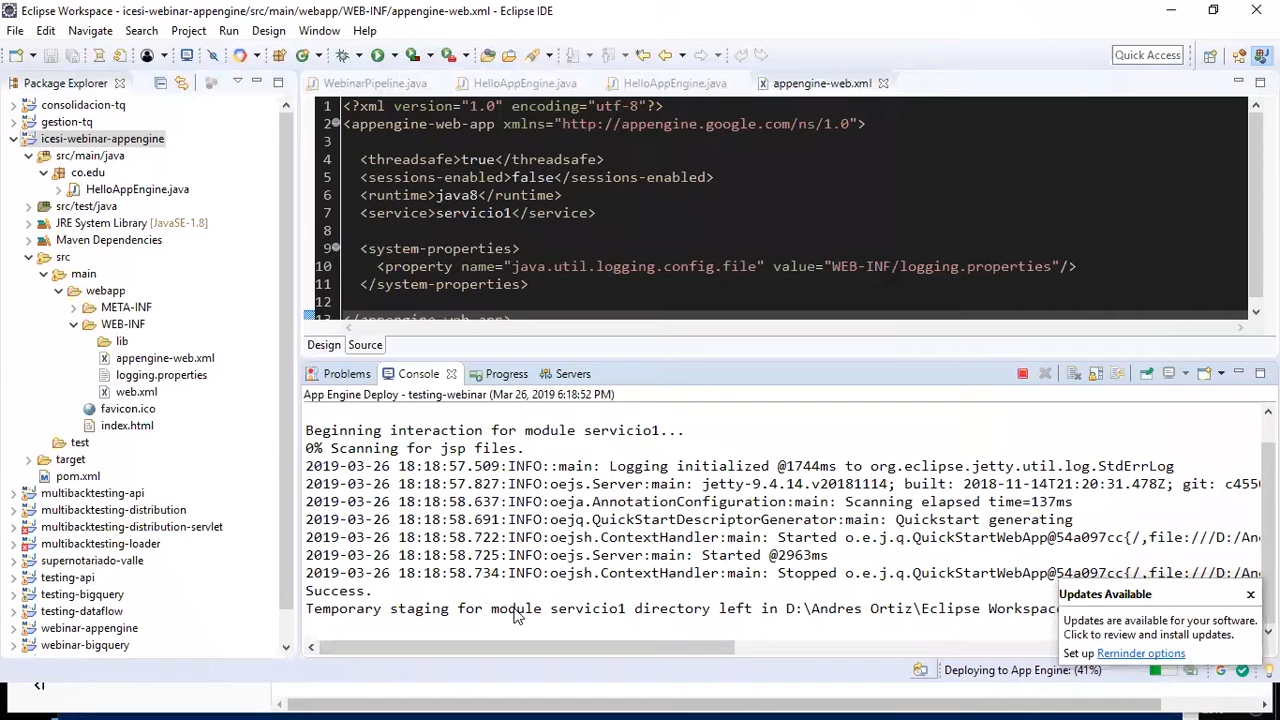 Eclipse Workspace - icesi-webinar-appengine/src/main/webapp/WEB-INF/appengine-web.xml - Eclipse IDE
File Edit Navigate Search Project Run Design Window Help
Quick Access
Package Explorer
consolidacion-tq
gestion-tq
icesi-webinar-appengine
src/main/java
co.edu
HelloAppEngine.java
src/test/java
JRE System Library [JavaSE-1.8]
Maven Dependencies
src
main
webapp
META-INF
WEB-INF
lib
appengine-web.xml
logging.properties
web.xml
favicon.ico
index.html
test
target
pom.xml
multibacktesting-api
multibacktesting-distribution
multibacktesting-distribution-servlet
multibacktesting-loader
supernotariado-valle
testing-api
testing-bigquery
testing-dataflow
webinar-appengine
webinar-bigquery
WebinarPipeline.java HelloAppEngine.java HelloAppEngine.java appengine-web.xml
1 <?xml version="1.0" encoding="utf-8"?>
2 <appengine-web-app xmlns="http://appengine.google.com/ns/1.0">
3
4 <threadsafe>true</threadsafe>
5 <sessions-enabled>false</sessions-enabled>
6 <runtime>java8</runtime>
7 <service>servicio1</service>
8
9 <system-properties>
10 <property name="java.util.logging.config.file" value="WEB-INF/logging.properties"/>
11 </system-properties>
12
13 </appengine-web-app>
Design Source
Problems Console Progress Servers
App Engine Deploy - testing-webinar (Mar 26, 2019 6:18:52 PM)
Beginning interaction for module servicio1...
0% Scanning for jsp files.
2019-03-26 18:18:57.509:INFO::main: Logging initialized @1744ms to org.eclipse.jetty.util.log.StdErrLog
2019-03-26 18:18:57.827:INFO:oejs.Server:main: jetty-9.4.14.v20181114; built: 2018-11-14T21:20:31.478Z; git: c4550
2019-03-26 18:18:58.637:INFO:oeja.AnnotationConfiguration:main: Scanning elapsed time=137ms
2019-03-26 18:18:58.691:INFO:oejq.QuickStartDescriptorGenerator:main: Quickstart generating
2019-03-26 18:18:58.722:INFO:oejsh.ContextHandler:main: Started o.e.j.q.QuickStartWebApp@54a097cc{/,file:///D:/An
2019-03-26 18:18:58.725:INFO:oejs.Server:main: Started @2963ms
2019-03-26 18:18:58.734:INFO:oejsh.ContextHandler:main: Stopped o.e.j.q.QuickStartWebApp@54a097cc{/,file:///D:/An
Success.
Temporary staging for module servicio1 directory left in D:\Andres Ortiz\Eclipse Workspac
Updates Available
Updates are available for your software.
Click to review and install updates.
Set up Reminder options
Deploying to App Engine: (41%)